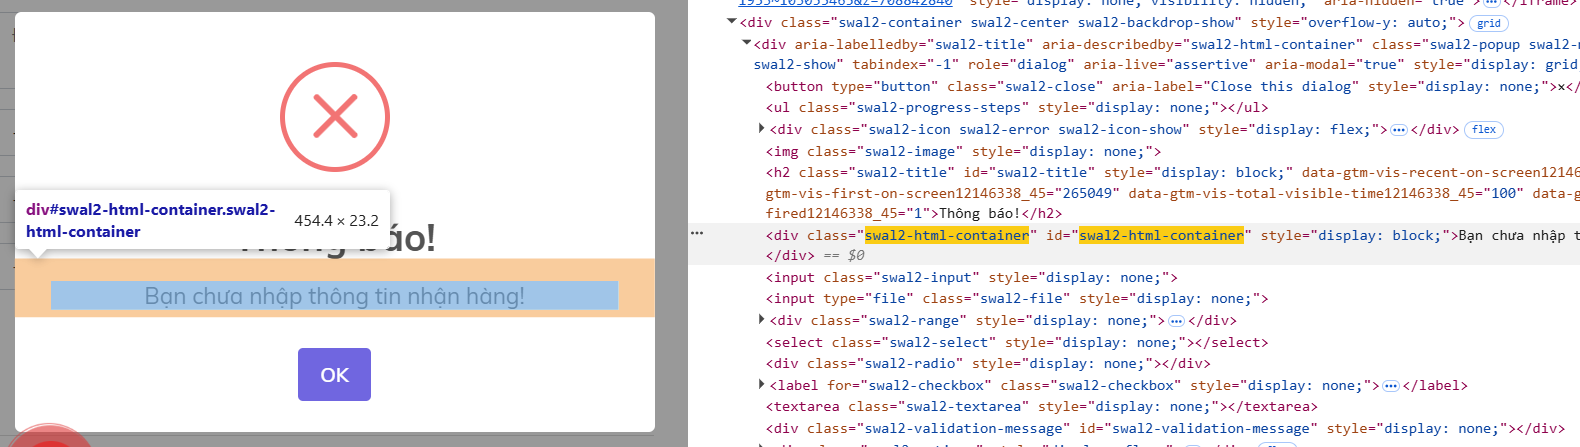 Thông báo!
div#swal2-html-container.swal2-
html-container
454.4 × 23.2
Bạn chưa nhập thông tin nhận hàng!
OK
style="display: none; visibility: hidden;" aria-hidden="true">…</iframe>
<div class="swal2-container swal2-center swal2-backdrop-show" style="overflow-y: auto;"> grid
<div aria-labelledby="swal2-title" aria-describedby="swal2-html-container" class="swal2-popup swal2-
swal2-show" tabindex="-1" role="dialog" aria-live="assertive" aria-modal="true" style="display: grid
<button type="button" class="swal2-close" aria-label="Close this dialog" style="display: none;">×</
<ul class="swal2-progress-steps" style="display: none;"></ul>
<div class="swal2-icon swal2-error swal2-icon-show" style="display: flex;">…</div> flex
<img class="swal2-image" style="display: none;">
<h2 class="swal2-title" id="swal2-title" style="display: block;" data-gtm-vis-recent-on-screen12146
gtm-vis-first-on-screen12146338_45="265049" data-gtm-vis-total-visible-time12146338_45="100" data-g
fired12146338_45="1">Thông báo!</h2>
… <div class="swal2-html-container" id="swal2-html-container" style="display: block;">Bạn chưa nhập t
</div> == $0
<input class="swal2-input" style="display: none;">
<input type="file" class="swal2-file" style="display: none;">
<div class="swal2-range" style="display: none;">…</div>
<select class="swal2-select" style="display: none;"></select>
<div class="swal2-radio" style="display: none;"></div>
<label for="swal2-checkbox" class="swal2-checkbox" style="display: none;">…</label>
<textarea class="swal2-textarea" style="display: none;"></textarea>
<div class="swal2-validation-message" id="swal2-validation-message" style="display: none;"></div>